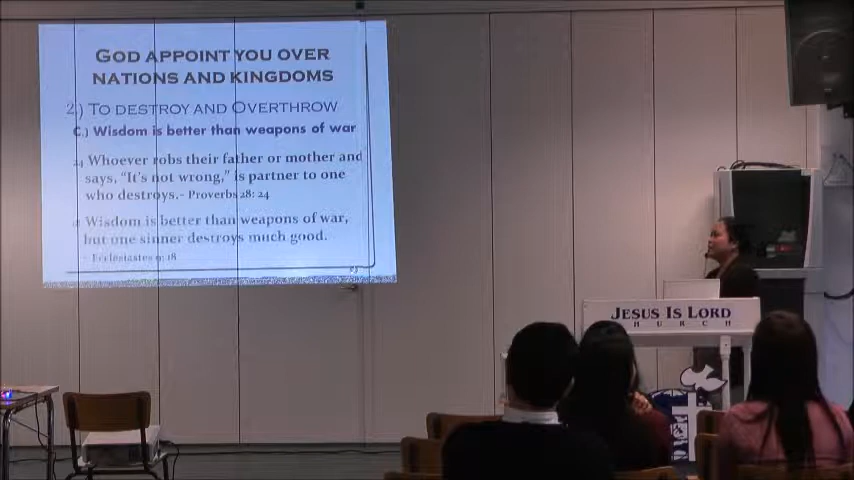 GOD APPOINT YOU OVER
NATIONS AND KINGDOMS
2.) TO DESTROY AND OVERTHROW
C.) Wisdom is better than weapons of war
24 Whoever robs their father or mother and
says, “It's not wrong,” is partner to one
who destroys.- Proverbs 28: 24
Wisdom is better than weapons of war,
but one sinner destroys much good.
- Ecclesiastes 9: 18
JESUS IS LORD
CHURCH